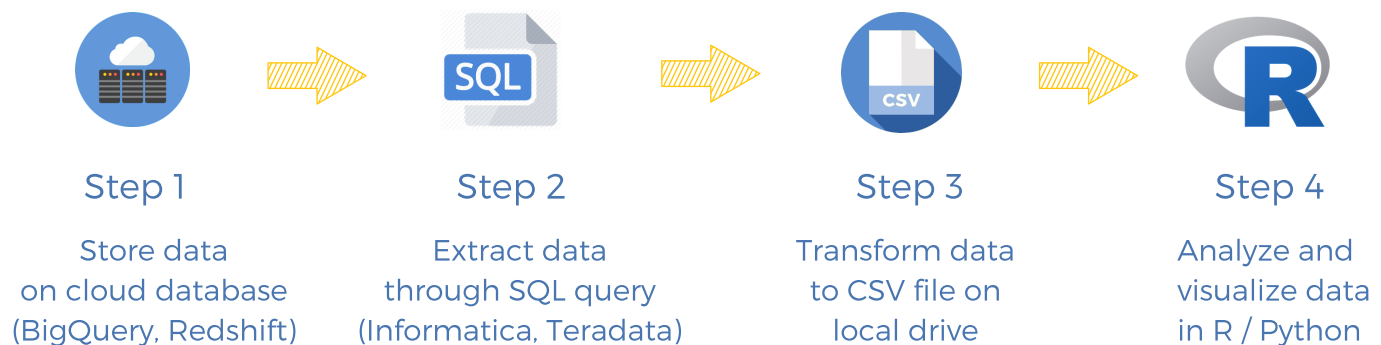 SQL
CSV
R
Step 1
Store data
on cloud database
(BigQuery, Redshift)
Step 2
Extract data
through SQL query
(Informatica, Teradata)
Step 3
Transform data
to CSV file on
local drive
Step 4
Analyze and
visualize data
in R / Python